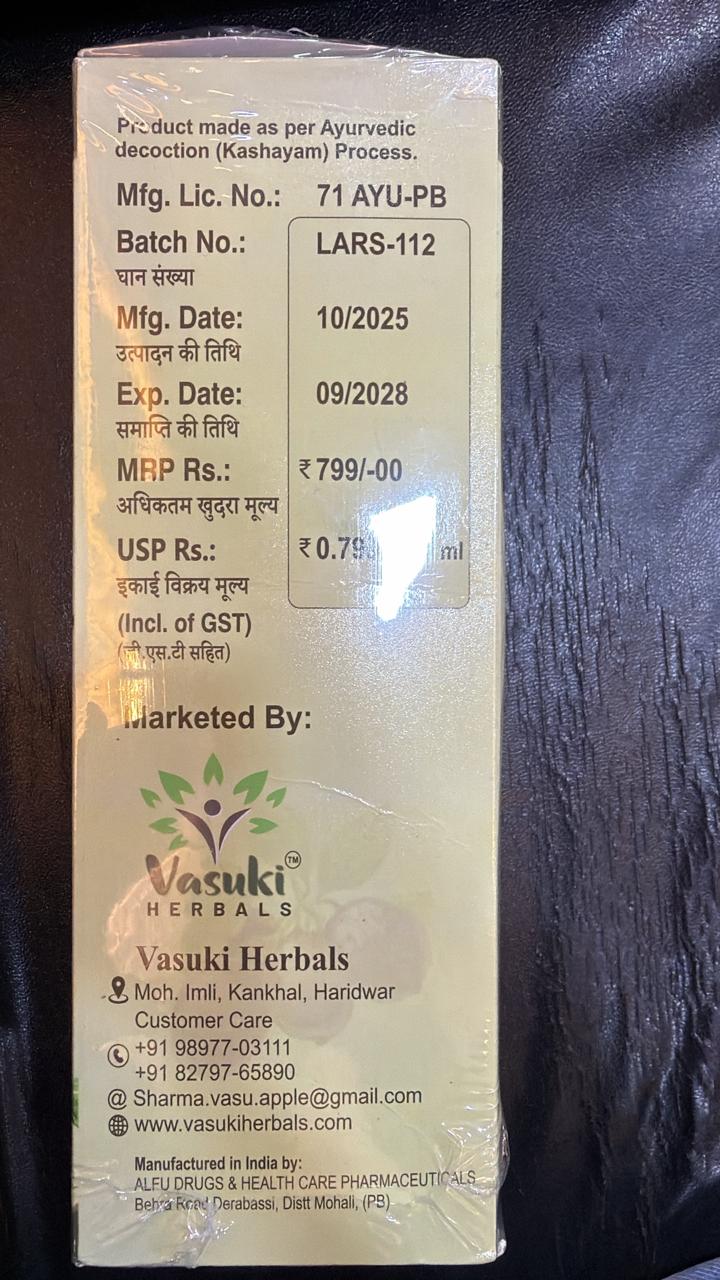 Product made as per Ayurvedic
decoction (Kashayam) Process.
Mfg. Lic. No.: 71 AYU-PB
Batch No.: LARS-112
घान संख्या
Mfg. Date: 10/2025
उत्पादन की तिथि
Exp. Date: 09/2028
समाप्ति की तिथि
MRP Rs.: ₹ 799/-00
अधिकतम खुदरा मूल्य
USP Rs.: ₹ ml
इकाई विक्रय मूल्य
(Incl. of GST)
(जी.एस.टी सहित)
Marketed By:
Vasuki™
HERBALS
Vasuki Herbals
Moh. Imli, Kankhal, Haridwar
Customer Care
+91 98977-03111
+91 82797-65890
@ Sharma.vasu.apple@gmail.com
www.vasukiherbals.com
Manufactured in India by:
ALFU DRUGS & HEALTH CARE PHARMACEUTICALS
Behra Road Derabassi, Distt Mohali, (PB)